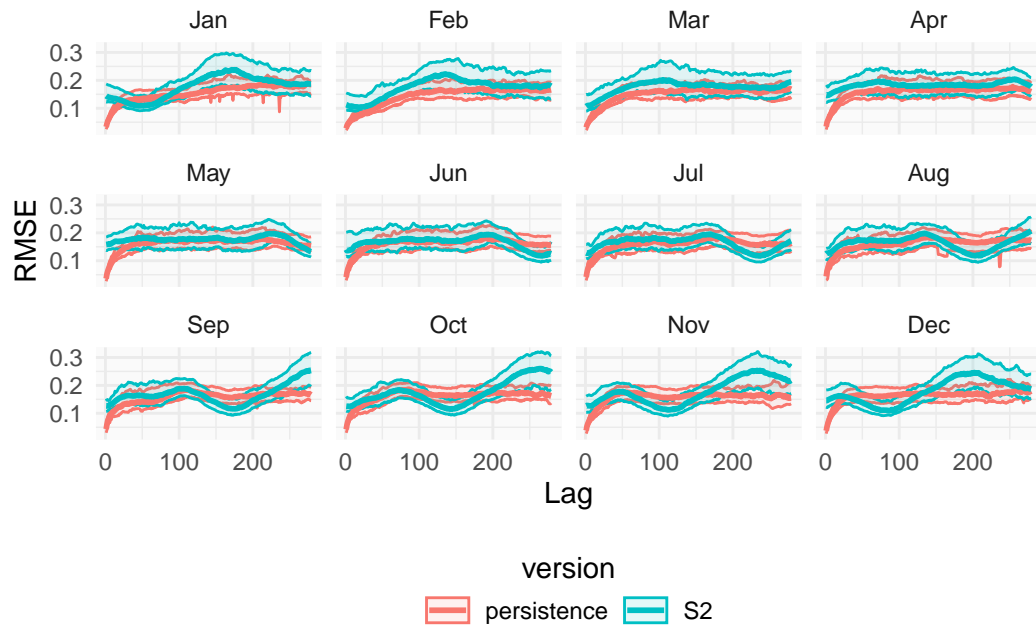 Jan Feb Mar Apr
0.3
0.2
0.1
May Jun Jul Aug
0.3
0.2
0.1
Sep Oct Nov Dec
0.3
0.2
0.1
0 100 200 0 100 200 0 100 200 0 100 200
RMSE
Lag
version
persistence S2